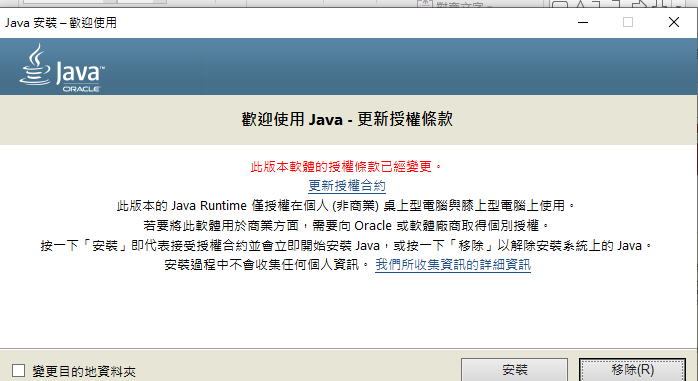 Java 安裝 – 歡迎使用
Java™
ORACLE
歡迎使用 Java - 更新授權條款
此版本軟體的授權條款已經變更。
更新授權合約
此版本的 Java Runtime 僅授權在個人 (非商業) 桌上型電腦與膝上型電腦上使用。
若要將此軟體用於商業方面，需要向 Oracle 或軟體廠商取得個別授權。
按一下「安裝」即代表接受授權合約並會立即開始安裝 Java，或按一下「移除」以解除安裝系統上的 Java。
安裝過程中不會收集任何個人資訊。 我們所收集資訊的詳細資訊
變更目的地資料夾
安裝
移除(R)